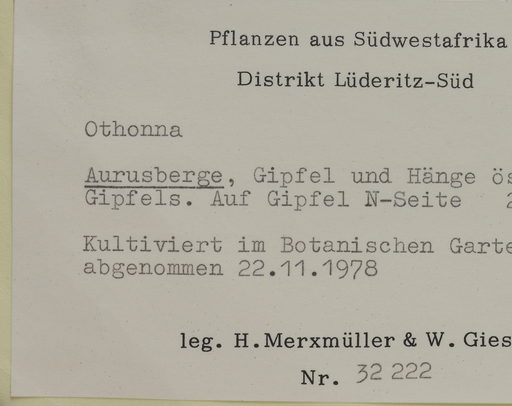 Pflanzen aus Südwestafrika
Distrikt Lüderitz-Süd
Othonna
Aurusberge, Gipfel und Hänge
Gipfels. Auf Gipfel N-Seite
Kultiviert im Botanischen
abgenommen 22.11.1978
leg. H. Merxmüller & W.
Nr. 32 222